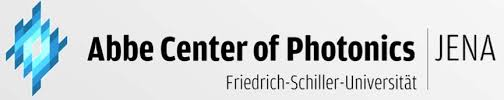 Abbe Center of Photonics | JENA
Friedrich-Schiller-Universität